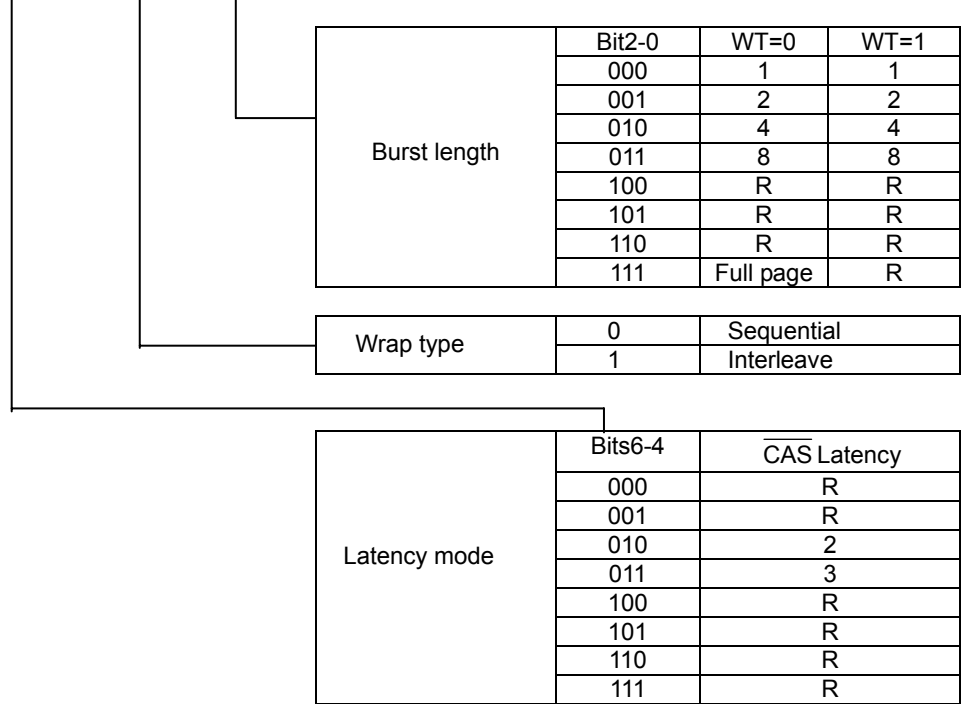 Bit2-0 WT=0 WT=1
000 1 1
001 2 2
010 4 4
Burst length 011 8 8
100 R R
101 R R
110 R R
111 Full page R
Wrap type 0 Sequential
1 Interleave
Bits6-4 CAS Latency
000 R
001 R
Latency mode 010 2
011 3
100 R
101 R
110 R
111 R